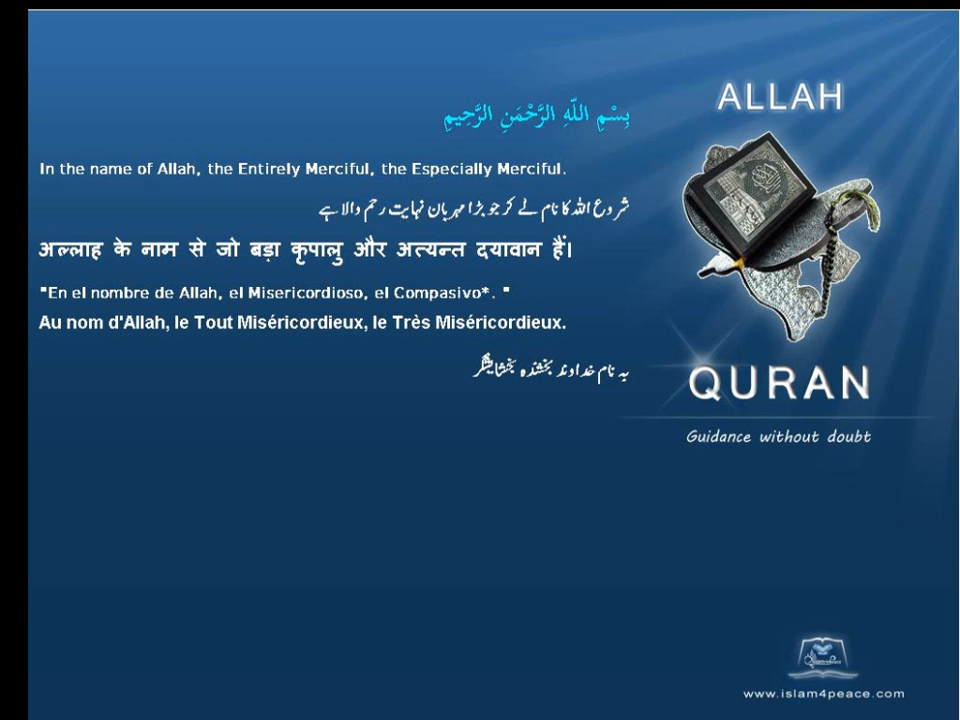 بِسْمِ اللّهِ الرَّحْمَنِ الرَّحِيمِ
In the name of Allah, the Entirely Merciful, the Especially Merciful.
شروع اللہ کا نام لے کر جو بڑا مہربان نہایت رحم والا ہے
अल्लाह के नाम से जो बड़ा कृपालु और अत्यन्त दयावान हैं।
"En el nombre de Allah, el Misericordioso, el Compasivo*. "
Au nom d'Allah, le Tout Miséricordieux, le Très Miséricordieux.
به نام خداوند بخشنده بخشایشگر
ALLAH
QURAN
Guidance without doubt
www.islam4peace.com